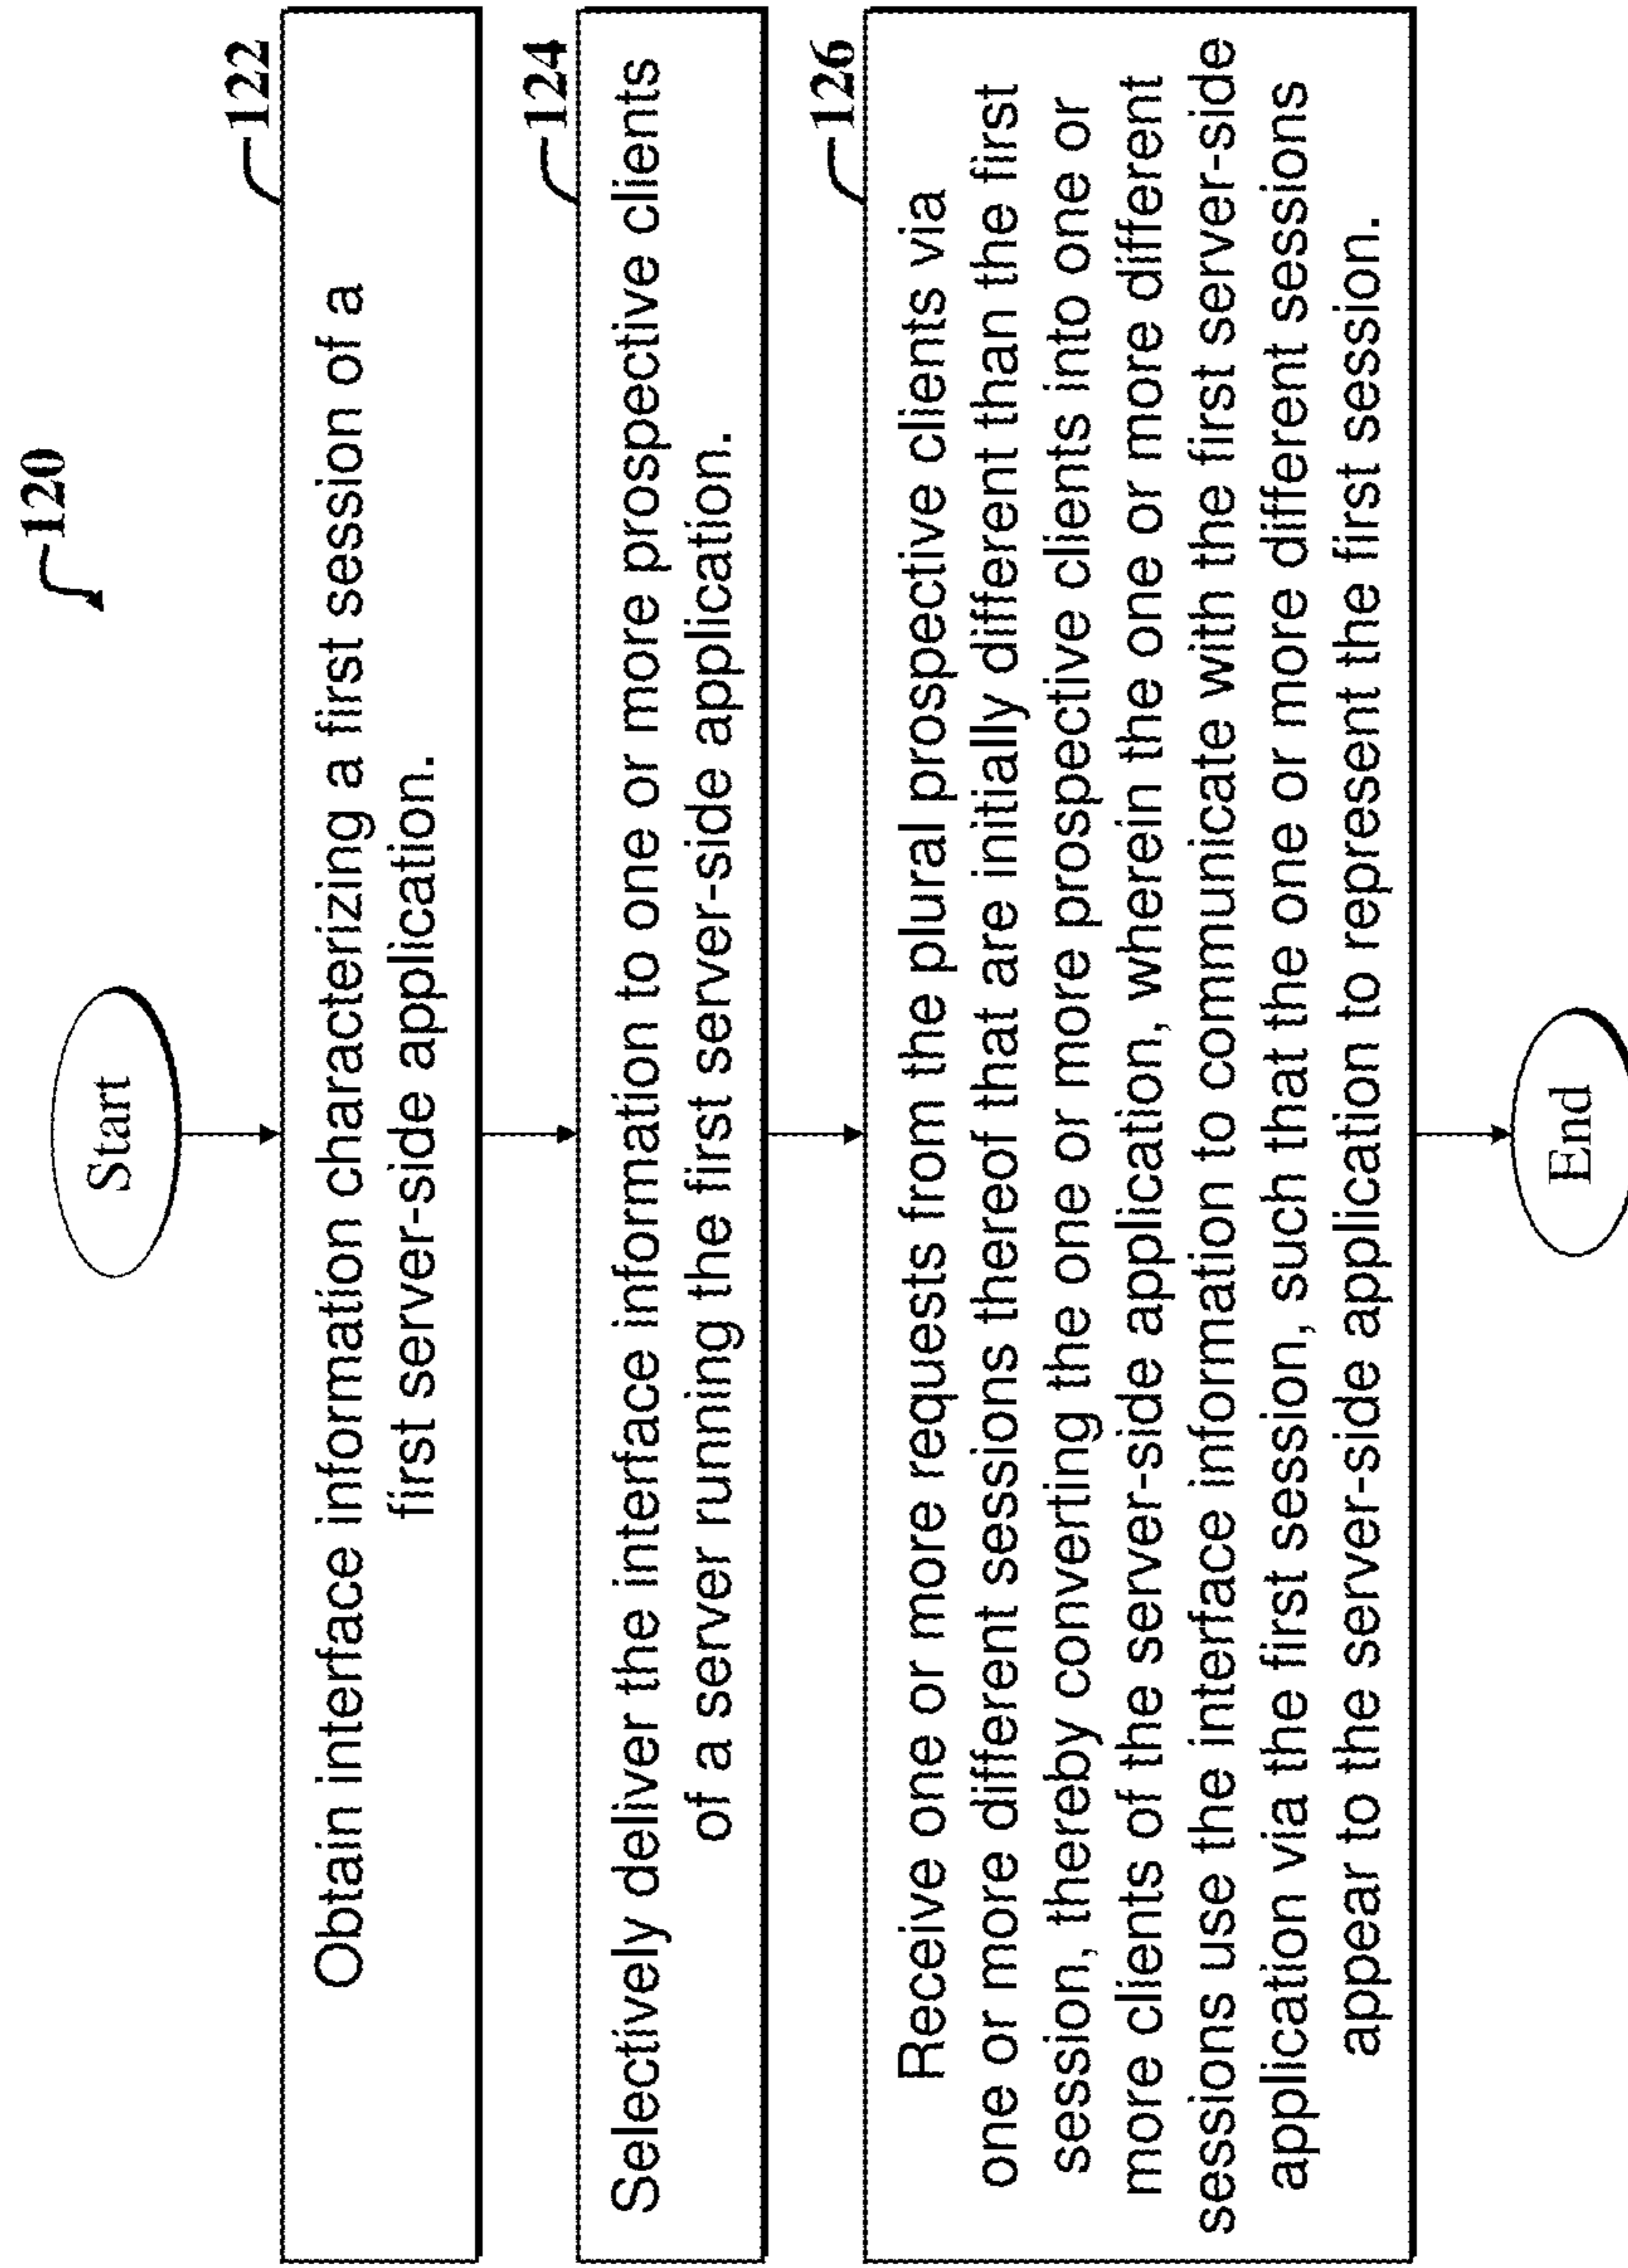 120
Start
122
Obtain interface information characterizing a first session of a
first server-side application.
124
Selectively deliver the interface information to one or more prospective clients
of a server running the first server-side application.
126
Receive one or more requests from the plural prospective clients via
one or more different sessions thereof that are initially different than the first
session, thereby converting the one or more prospective clients into one or
more clients of the server-side application, wherein the one or more different
sessions use the interface information to communicate with the first server-side
application via the first session, such that the one or more different sessions
appear to the server-side application to represent the first session.
End